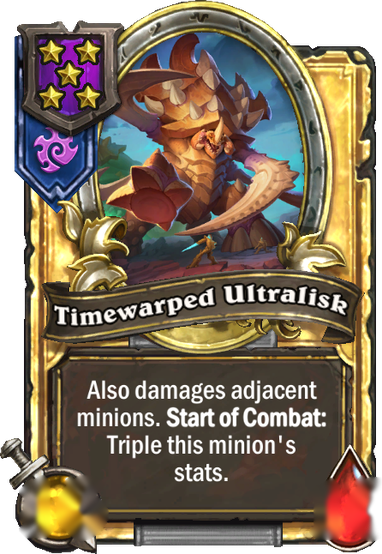 Timewarped Ultralisk
Also damages adjacent
minions. Start of Combat:
Triple this minion's
stats.